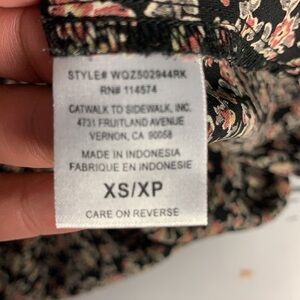 STYLE# WQZ502944RK
RN# 114574
CATWALK TO SIDEWALK, INC.
4731 FRUITLAND AVENUE
VERNON, CA 90058
MADE IN INDONESIA
FABRIQUE EN INDONESIE
XS/XP
CARE ON REVERSE